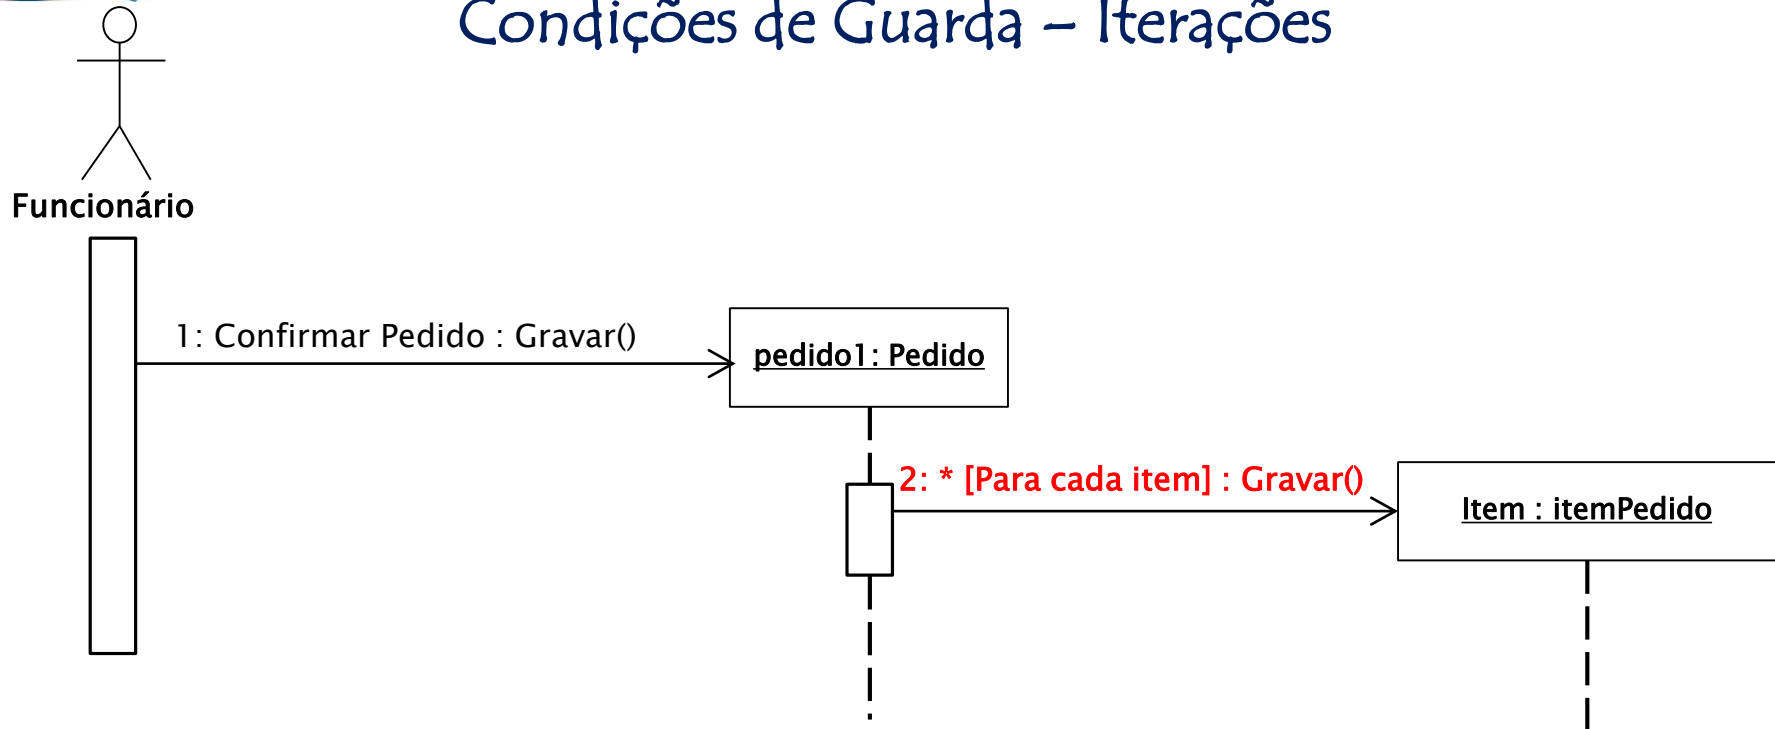 Condições de Guarda – Iterações
Funcionário
1: Confirmar Pedido : Gravar()
pedido1: Pedido
2: * [Para cada item] : Gravar()
Item : itemPedido